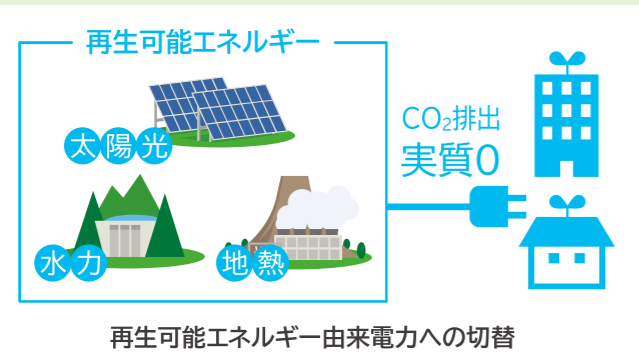 再生可能エネルギー
太陽光
水力
地熱
CO₂排出
実質0
再生可能エネルギー由来電力への切替